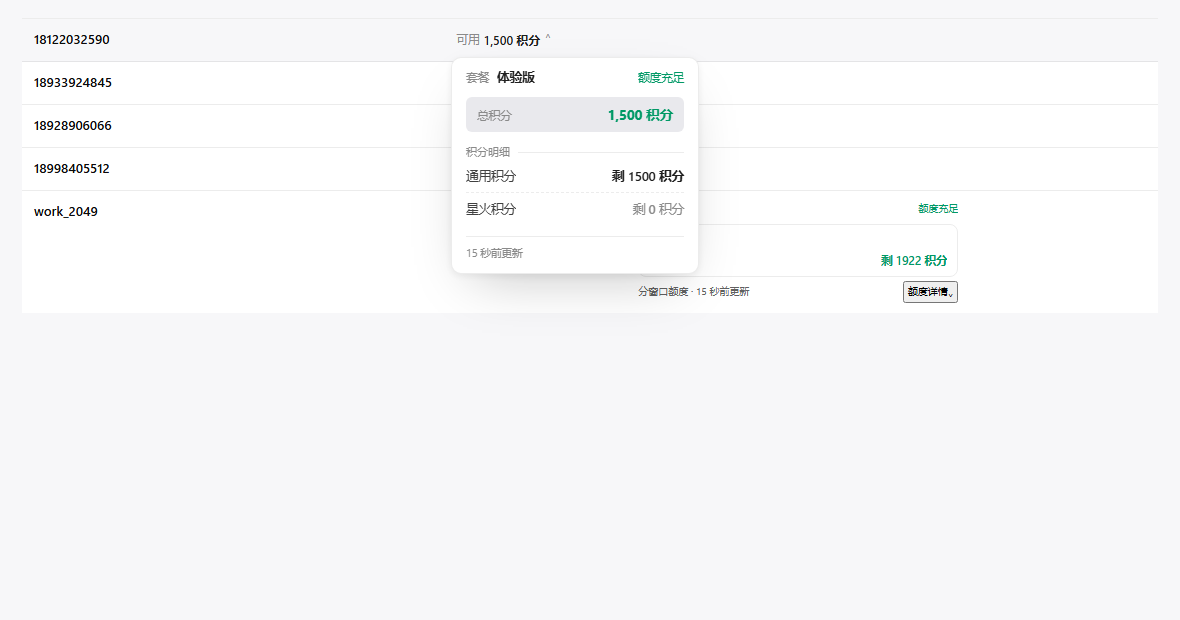 18122032590 可用 1,500 积分 ^
套餐 体验版 额度充足
18933924845
总积分 1,500 积分
18928906066
积分明细
18998405512
通用积分 剩 1500 积分
work_2049
星火积分 剩 0 积分
额度充足
15 秒前更新
剩 1922 积分
分窗口额度 · 15 秒前更新 额度详情⌄